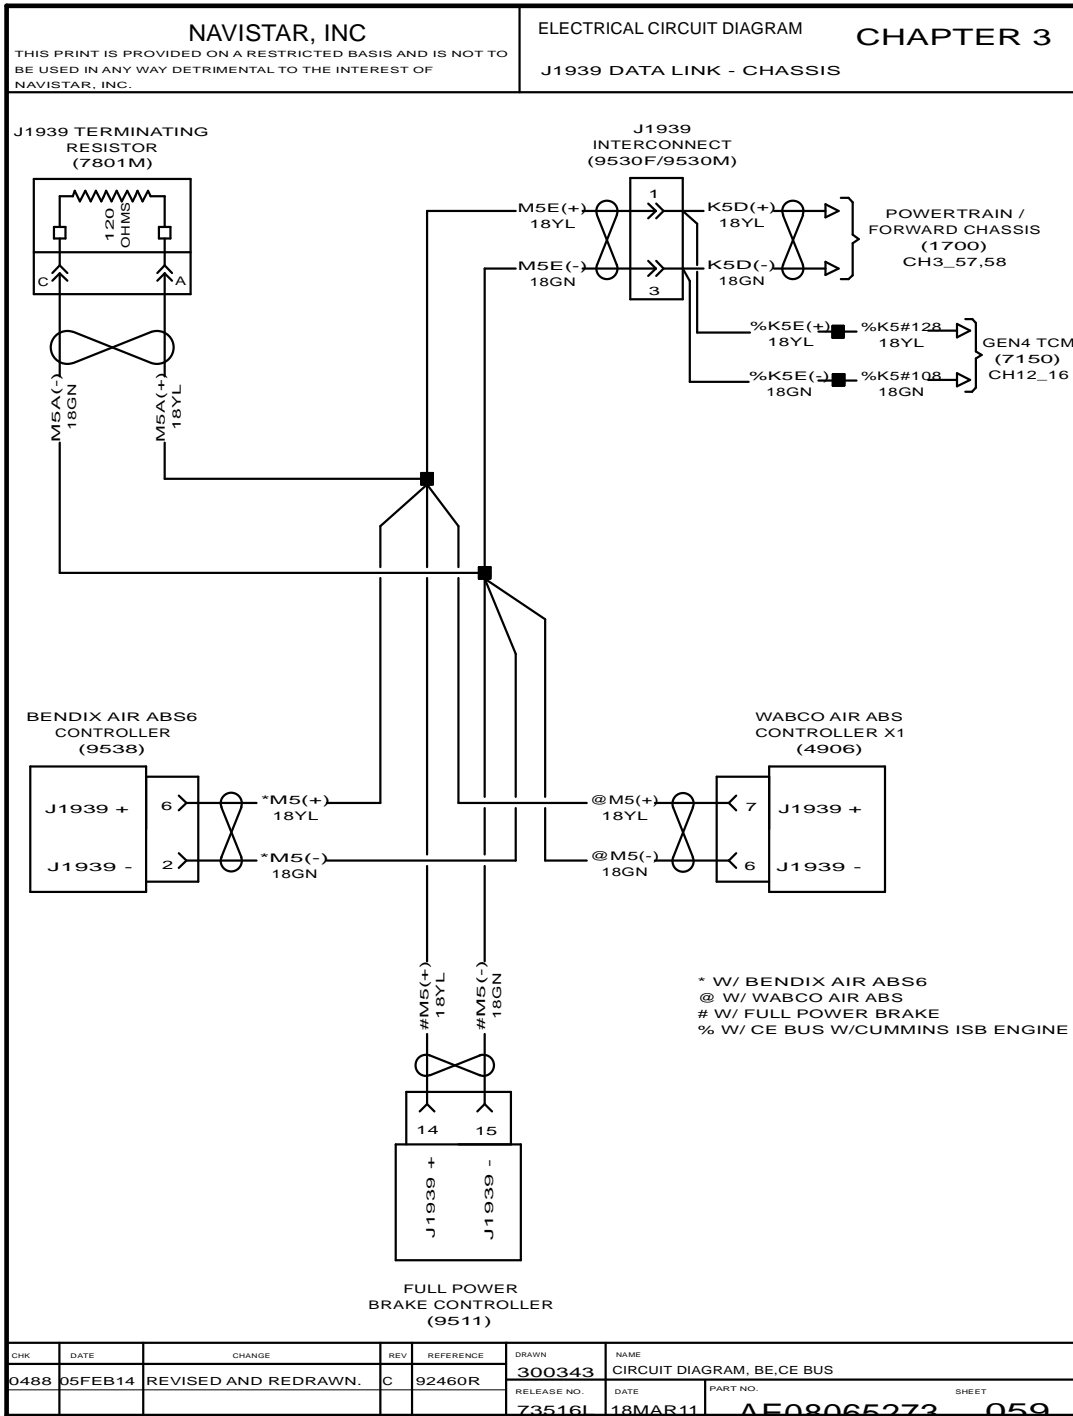 NAVISTAR, INC
THIS PRINT IS PROVIDED ON A RESTRICTED BASIS AND IS NOT TO
BE USED IN ANY WAY DETRIMENTAL TO THE INTEREST OF
NAVISTAR, INC.
ELECTRICAL CIRCUIT DIAGRAM
CHAPTER 3
J1939 DATA LINK - CHASSIS
J1939 TERMINATING
RESISTOR
(7801M)
120
OHMS
C
A
M5A(-)
18GN
M5A(+)
18YL
J1939
INTERCONNECT
(9530F/9530M)
1
3
M5E(+)
18YL
M5E(-)
18GN
K5D(+)
18YL
K5D(-)
18GN
POWERTRAIN /
FORWARD CHASSIS
(1700)
CH3_57,58
%K5E(+)
18YL
%K5#128
18YL
%K5E(-)
18GN
%K5#108
18GN
GEN4 TCM
(7150)
CH12_16
BENDIX AIR ABS6
CONTROLLER
(9538)
J1939 +
6
J1939 -
2
*M5(+)
18YL
*M5(-)
18GN
WABCO AIR ABS
CONTROLLER X1
(4906)
@M5(+)
18YL
@M5(-)
18GN
7
J1939 +
6
J1939 -
#M5(+)
18YL
#M5(-)
18GN
14
15
J1939 +
J1939 -
FULL POWER
BRAKE CONTROLLER
(9511)
* W/ BENDIX AIR ABS6
@ W/ WABCO AIR ABS
# W/ FULL POWER BRAKE
% W/ CE BUS W/CUMMINS ISB ENGINE
CHK DATE CHANGE REV REFERENCE
0488 05FEB14 REVISED AND REDRAWN. C 92460R
DRAWN
300343
NAME
CIRCUIT DIAGRAM, BE,CE BUS
RELEASE NO.
73516L
DATE
18MAR11
PART NO.
AE08065273
SHEET
059